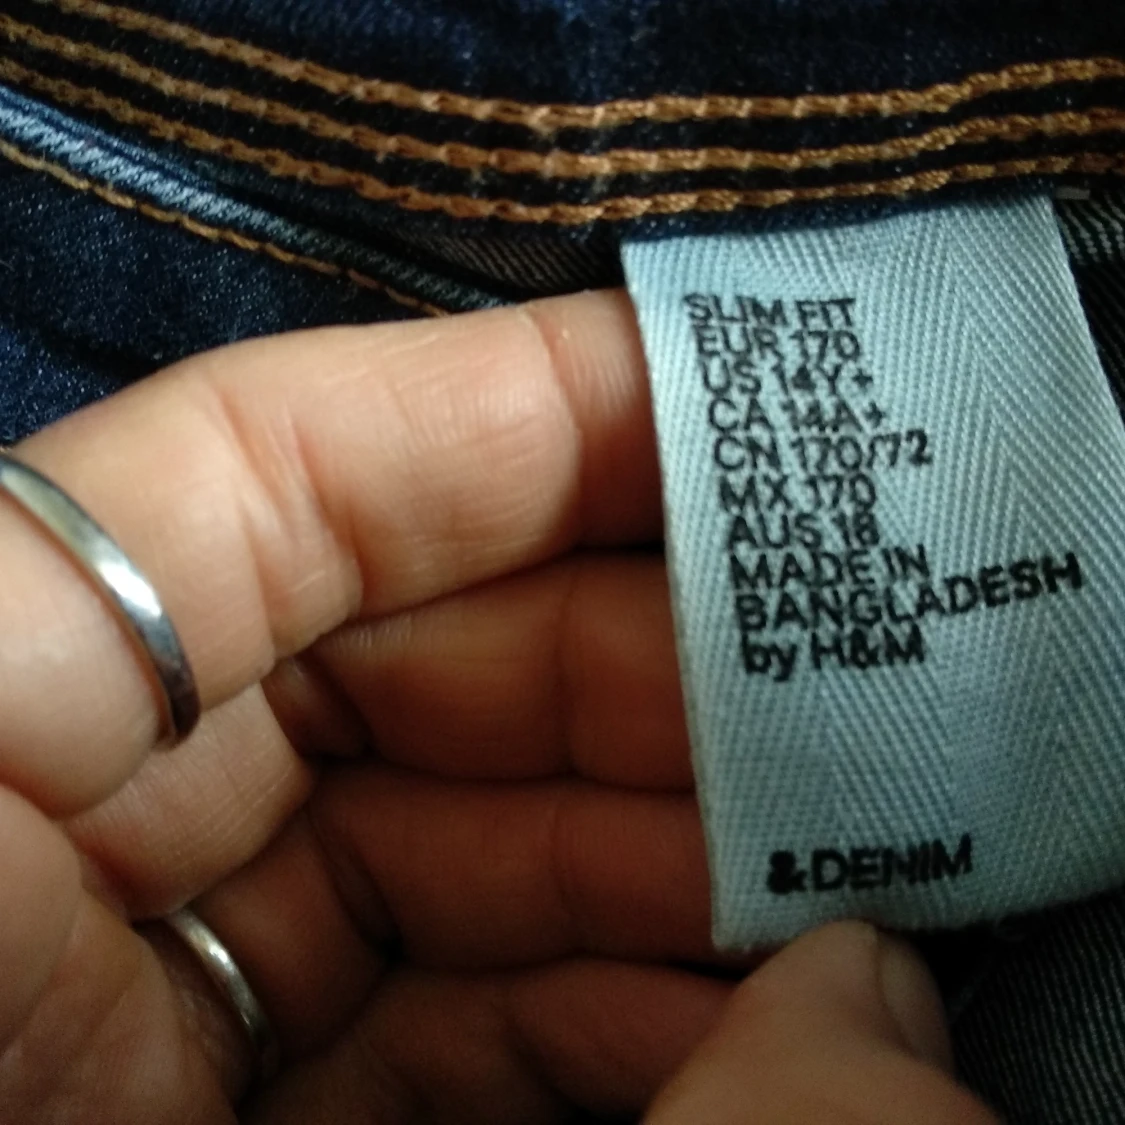 SLIM FIT
EUR 170
US 14Y+
CA 14A+
CN 170/72
MX 170
AUS 18
MADE IN
BANGLADESH
by H&M
&DENIM